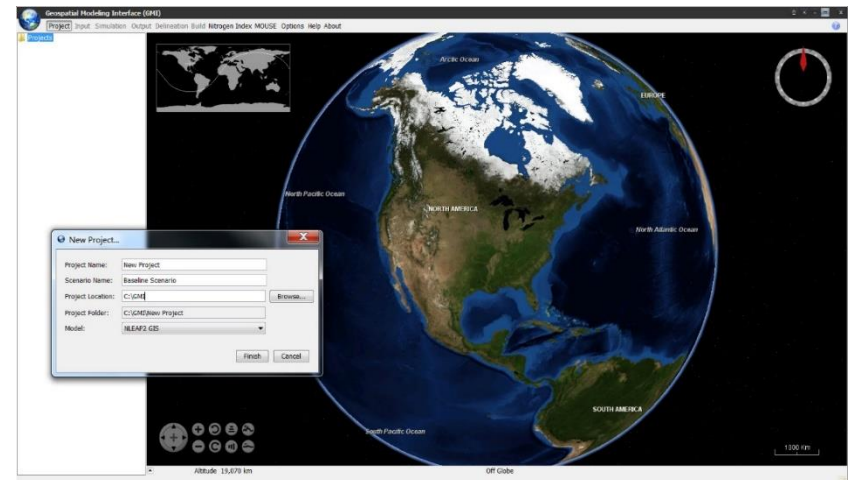 Geospatial Modeling Interface (GMI)
Project Input Simulation Output Delineation Build Nitrogen Index MOUSE Options Help About
Projects
Arctic Ocean
EUROPE
North Pacific Ocean
NORTH AMERICA
North Atlantic Ocean
New Project...
Project Name: New Project
Scenario Name: Baseline Scenario
Project Location: C:\GMI Browse...
Project Folder: C:\GMI\New Project
Model: NLEAP2 GIS
Finish Cancel
SOUTH AMERICA
South Pacific Ocean
1300 Km
Altitude 19,070 km Off Globe